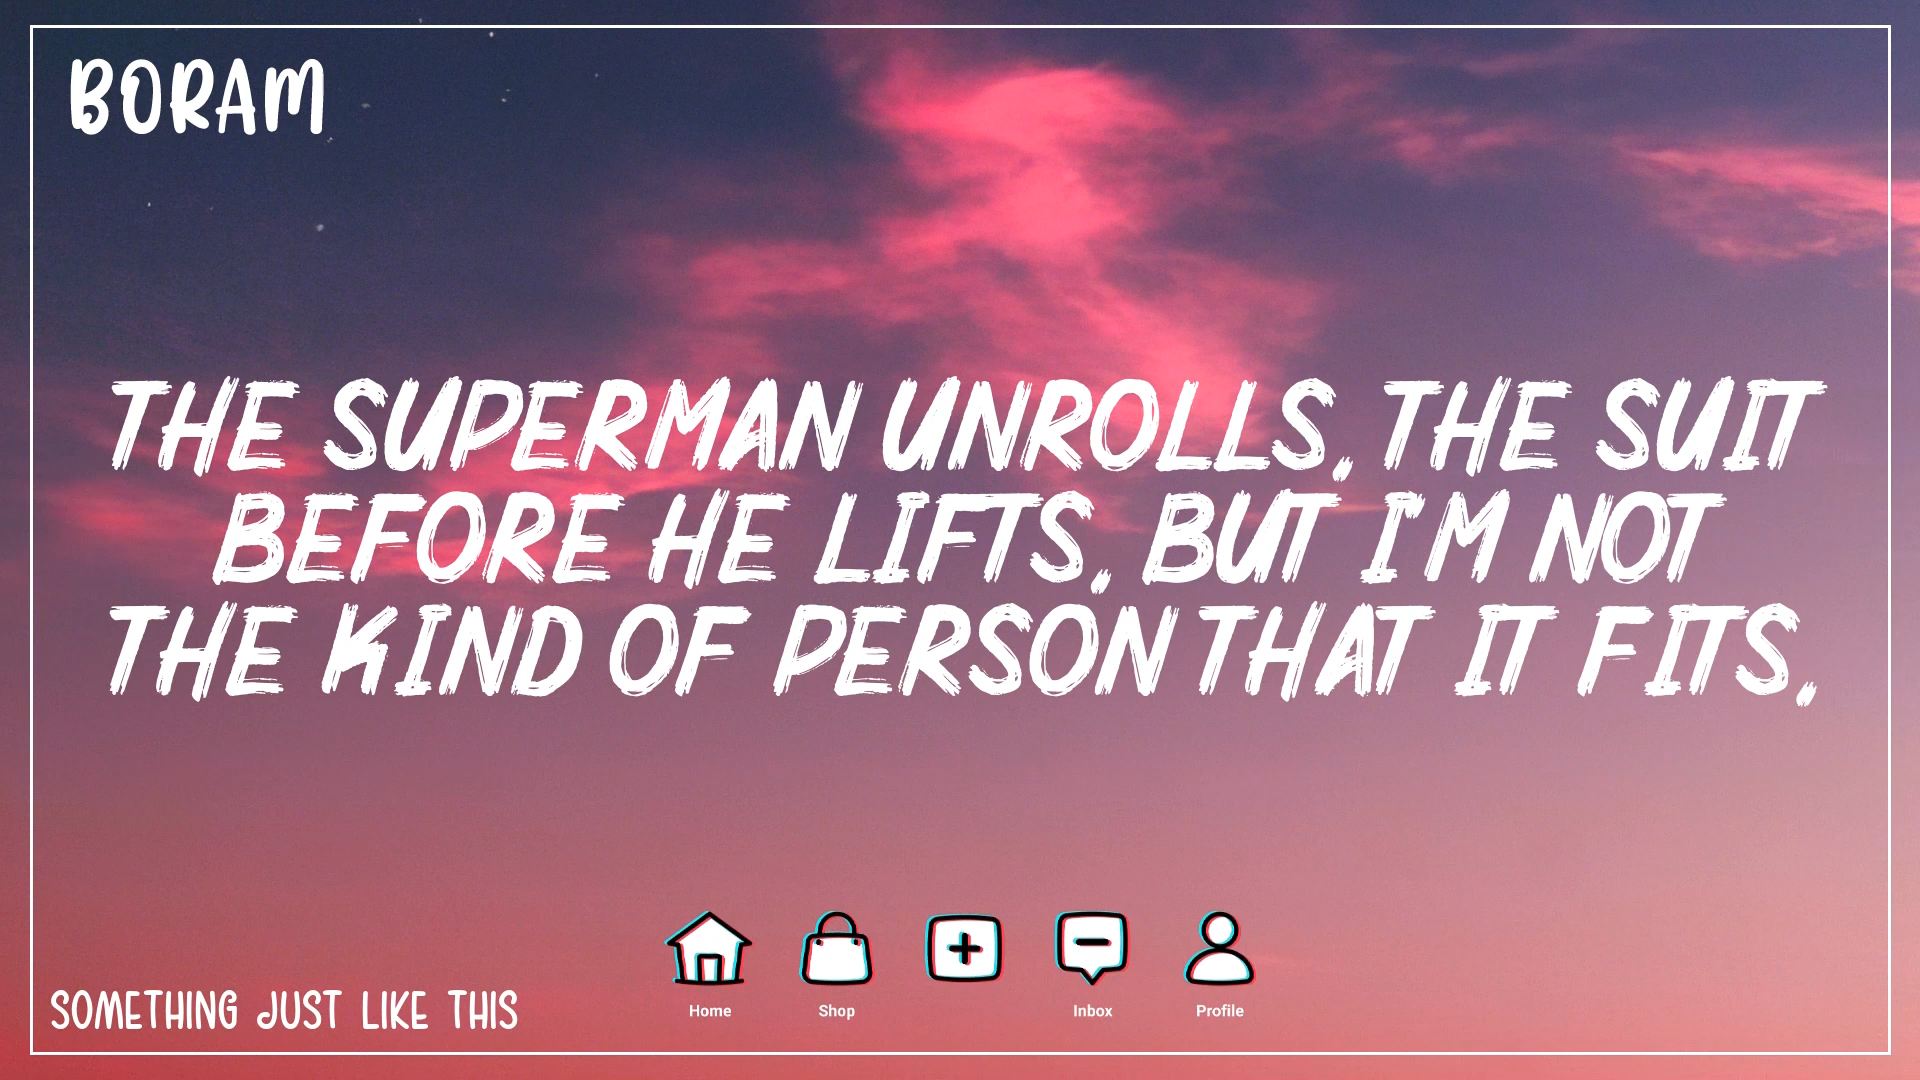 BORAM
THE SUPERMAN UNROLLS, THE SUIT
BEFORE HE LIFTS, BUT I'M NOT
THE KIND OF PERSON THAT IT FITS,
Home Shop Inbox Profile
SOMETHING JUST LIKE THIS